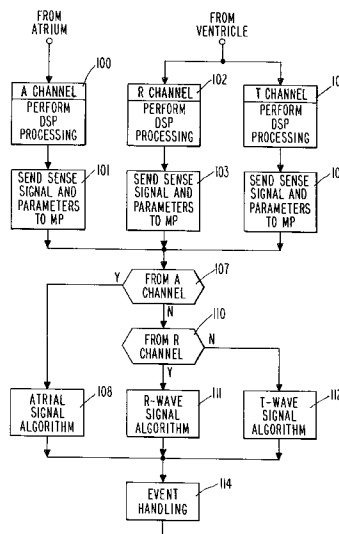 FROM
ATRIUM
FROM
VENTRICLE
100
102
A CHANNEL
PERFORM
DSP
PROCESSING
R CHANNEL
PERFORM
DSP
PROCESSING
T CHANNEL
PERFORM
DSP
PROCESSING
101
103
SEND SENSE
SIGNAL AND
PARAMETERS
TO MP
SEND SENSE
SIGNAL AND
PARAMETERS
TO MP
SEND SENSE
SIGNAL AND
PARAMETERS
TO MP
107
Y
FROM A
CHANNEL
N
110
FROM R
CHANNEL
N
Y
108
111
112
ATRIAL
SIGNAL
ALGORITHM
R-WAVE
SIGNAL
ALGORITHM
T-WAVE
SIGNAL
ALGORITHM
114
EVENT
HANDLING